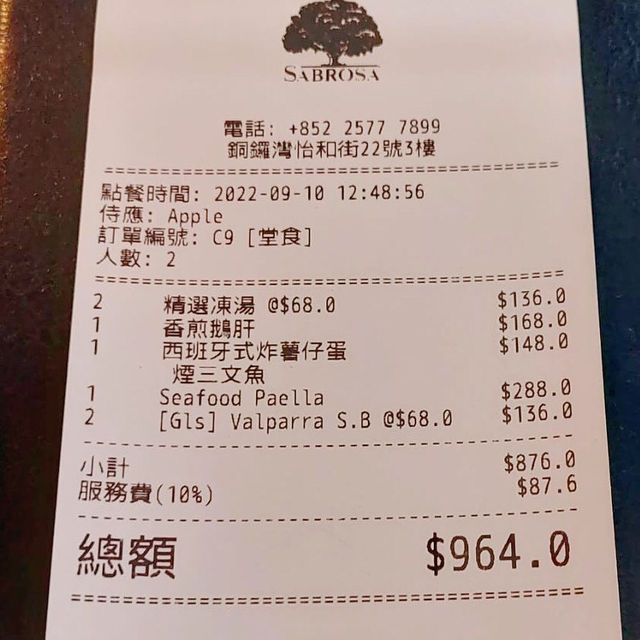 SABROSA
電話: +852 2577 7899
銅鑼灣怡和街22號3樓
點餐時間: 2022-09-10 12:48:56
侍應: Apple
訂單編號: C9 [堂食]
人數: 2
2 精選凍湯 @$68.0 $136.0
1 香煎鵝肝 $168.0
1 西班牙式炸薯仔蛋 $148.0
煙三文魚
1 Seafood Paella $288.0
2 [Gls] Valparra S.B @$68.0 $136.0
小計 $876.0
服務費(10%) $87.6
總額 $964.0